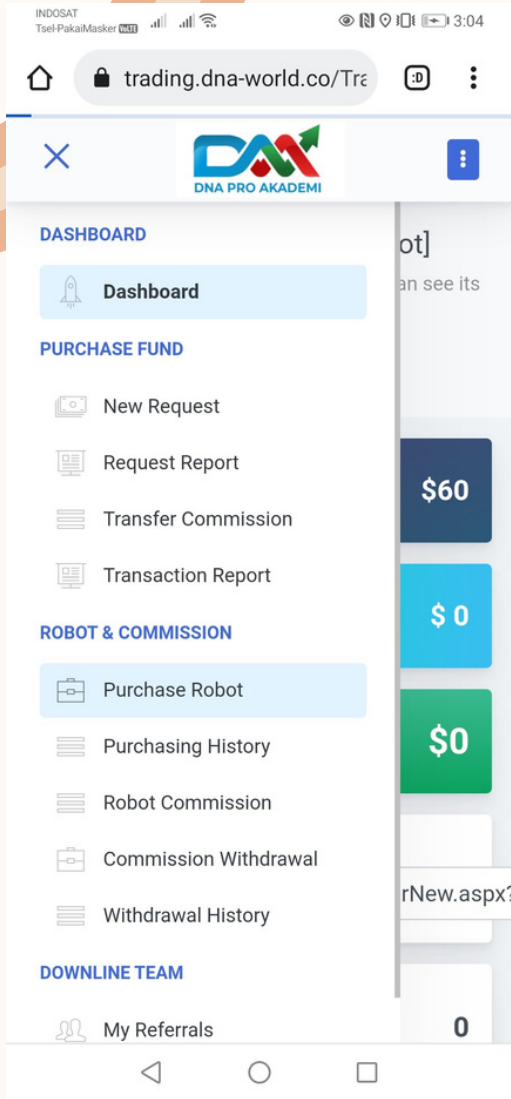 INDOSAT
Tsel-PakaiMasker VoLTE
3:04
trading.dna-world.co/Tra
:D
DNA PRO AKADEMI
DASHBOARD
ot]
Dashboard
an see its
PURCHASE FUND
New Request
Request Report
$60
Transfer Commission
Transaction Report
$ 0
ROBOT & COMMISSION
Purchase Robot
$0
Purchasing History
Robot Commission
Commission Withdrawal
rNew.aspx?
Withdrawal History
DOWNLINE TEAM
My Referrals
0